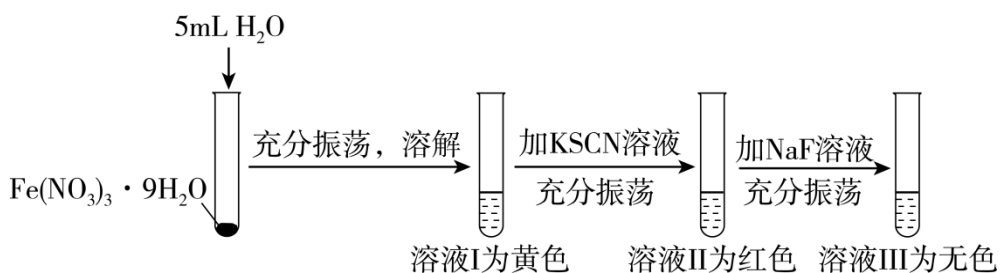 5mL H₂O
Fe(NO₃)₃・9H₂O
充分振荡，溶解
加KSCN溶液
充分振荡
加NaF溶液
充分振荡
溶液I为黄色
溶液II为红色
溶液III为无色